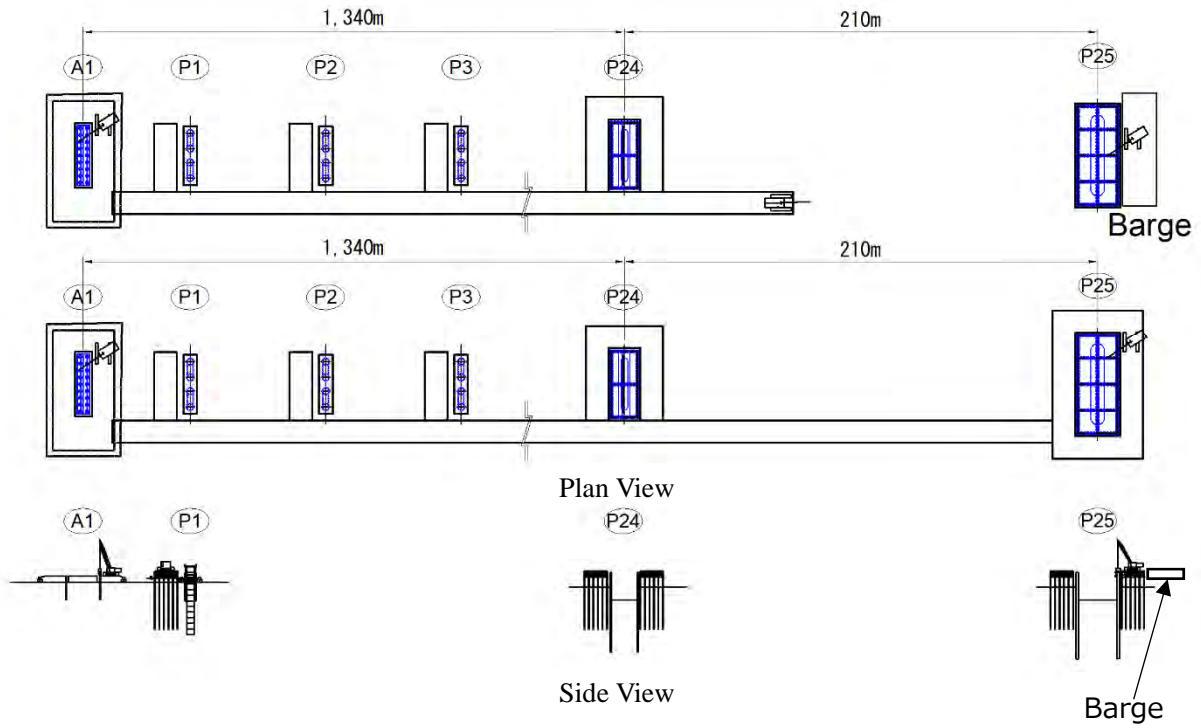 1,340m 210m
A1 P1 P2 P3 P24 P25
Barge
1,340m 210m
A1 P1 P2 P3 P24 P25
Plan View
A1 P1 P24 P25
Side View
Barge